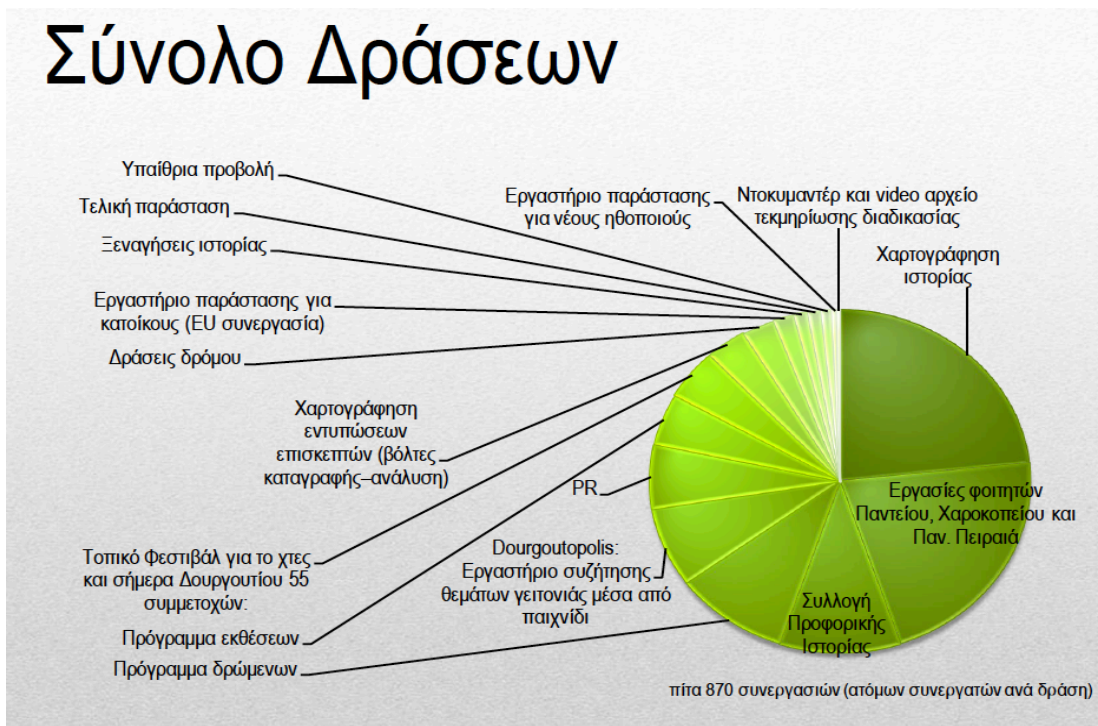 Σύνολο Δράσεων
Υπαίθρια προβολή
Τελική παράσταση
Ξεναγήσεις ιστορίας
Εργαστήριο παράστασης για
κατοίκους (EU συνεργασία)
Δράσεις δρόμου
Χαρτογράφηση
εντυπώσεων
επισκεπτών (βόλτες
καταγραφής–ανάλυση)
Τοπικό Φεστιβάλ για το χτες
και σήμερα Δουργουτίου 55
συμμετοχών:
Πρόγραμμα εκθέσεων
Πρόγραμμα δρώμενων
PR
Dourgoutopolis:
Εργαστήριο συζήτησης
θεμάτων γειτονιάς μέσα από
παιχνίδι
Εργαστήριο παράστασης
για νέους ηθοποιούς
Ντοκυμαντέρ και video αρχείο
τεκμηρίωσης διαδικασίας
Χαρτογράφηση
ιστορίας
Εργασίες φοιτητών
Παντείου, Χαροκοπείου και
Παν. Πειραιά
Συλλογή
Προφορικής
Ιστορίας
πίτα 870 συνεργασιών (ατόμων συνεργατών ανά δράση)